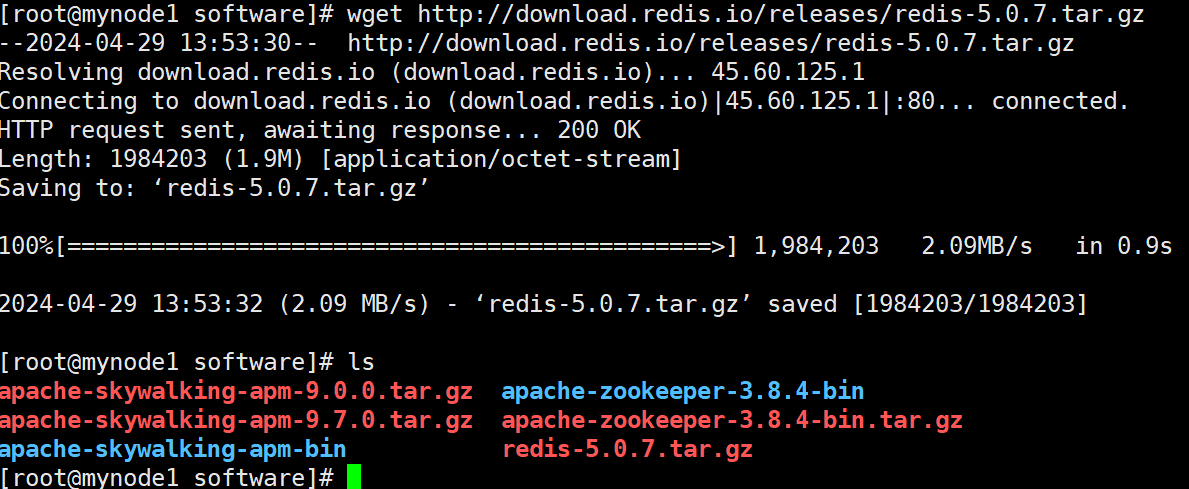 [root@mynode1 software]# wget http://download.redis.io/releases/redis-5.0.7.tar.gz
--2024-04-29 13:53:30--  http://download.redis.io/releases/redis-5.0.7.tar.gz
Resolving download.redis.io (download.redis.io)... 45.60.125.1
Connecting to download.redis.io (download.redis.io)|45.60.125.1|:80... connected.
HTTP request sent, awaiting response... 200 OK
Length: 1984203 (1.9M) [application/octet-stream]
Saving to: ‘redis-5.0.7.tar.gz’
100%[==============================================>] 1,984,203   2.09MB/s   in 0.9s
2024-04-29 13:53:32 (2.09 MB/s) - ‘redis-5.0.7.tar.gz’ saved [1984203/1984203]
[root@mynode1 software]# ls
apache-skywalking-apm-9.0.0.tar.gz  apache-zookeeper-3.8.4-bin
apache-skywalking-apm-9.7.0.tar.gz  apache-zookeeper-3.8.4-bin.tar.gz
apache-skywalking-apm-bin           redis-5.0.7.tar.gz
[root@mynode1 software]#